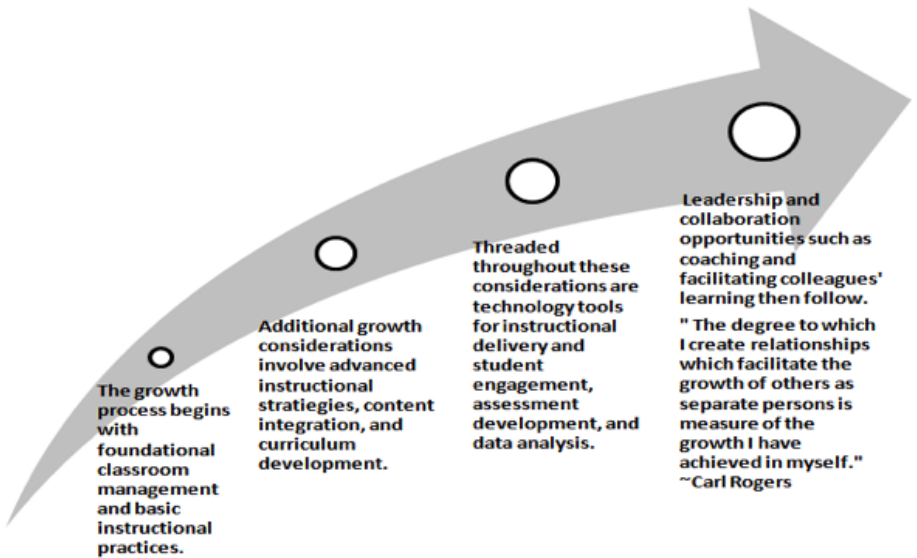 The growth
process begins
with
foundational
classroom
management
and basic
instructional
practices.
Additional growth
considerations
involve advanced
instructional
stratiegies, content
integration, and
curriculum
development.
Threaded
throughout these
considerations are
technology tools
for instructional
delivery and
student
engagement,
assessment
development, and
data analysis.
Leadership and
collaboration
opportunities such as
coaching and
facilitating colleagues'
learning then follow.
" The degree to which
I create relationships
which facilitate the
growth of others as
separate persons is
measure of the
growth I have
achieved in myself."
~Carl Rogers